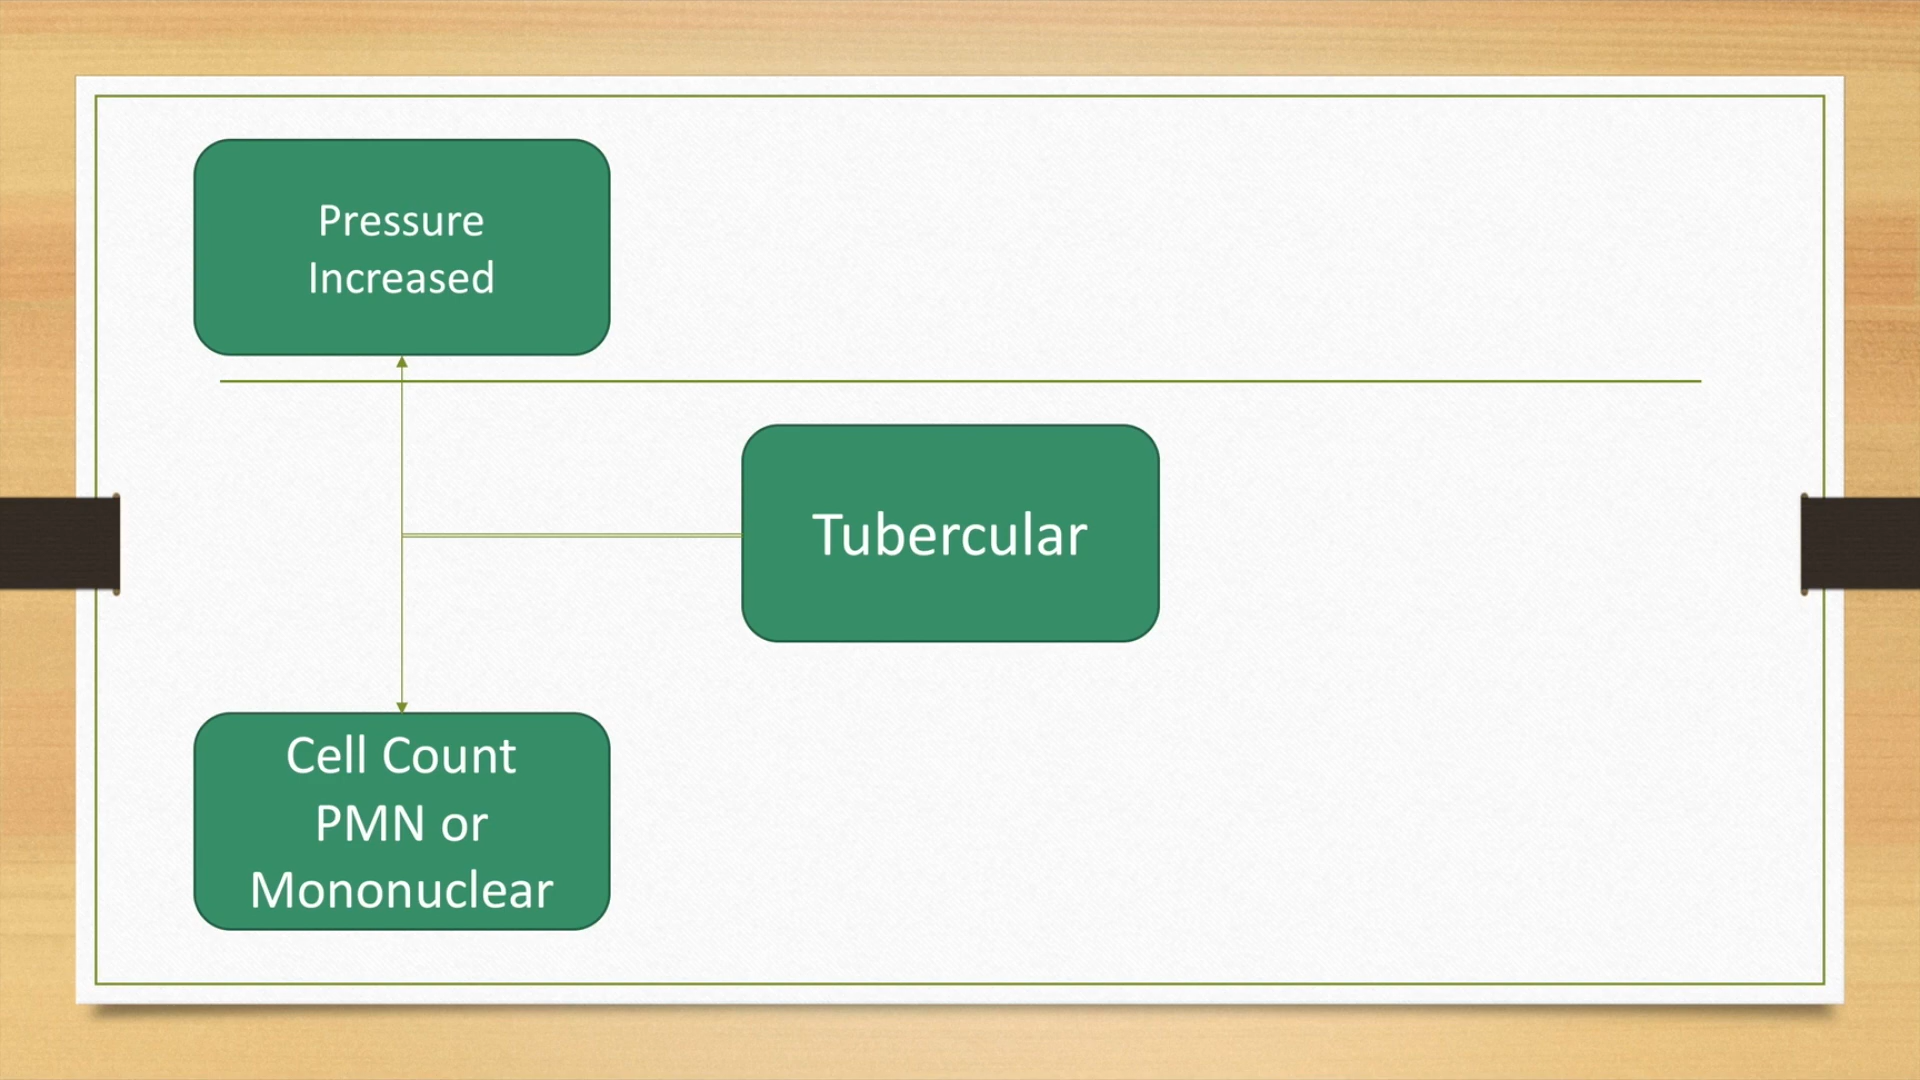 Pressure
Increased
Tubercular
Cell Count
PMN or
Mononuclear